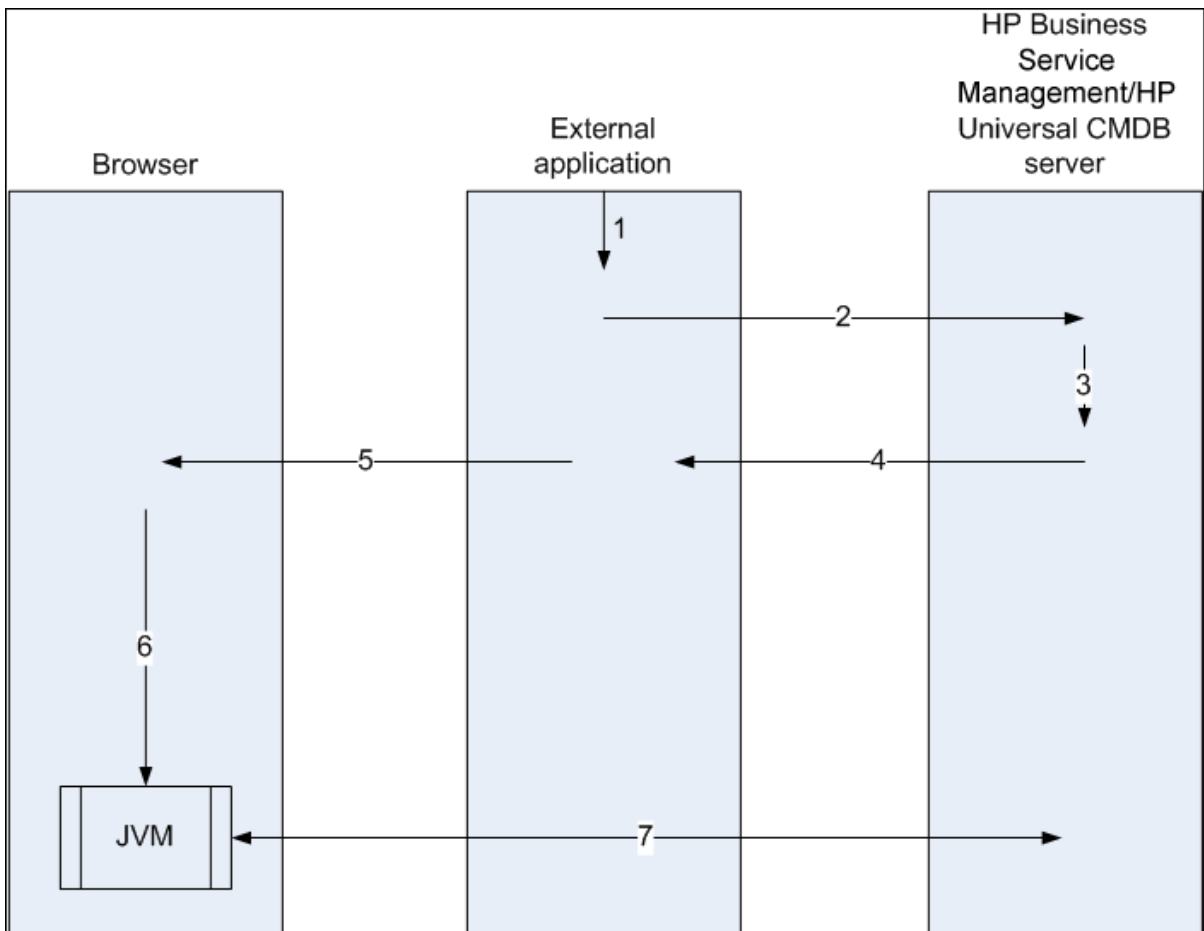 HP Business
Service
Management/HP
Universal CMDB
server
External
application
Browser
1
2
3
5
4
6
JVM
7